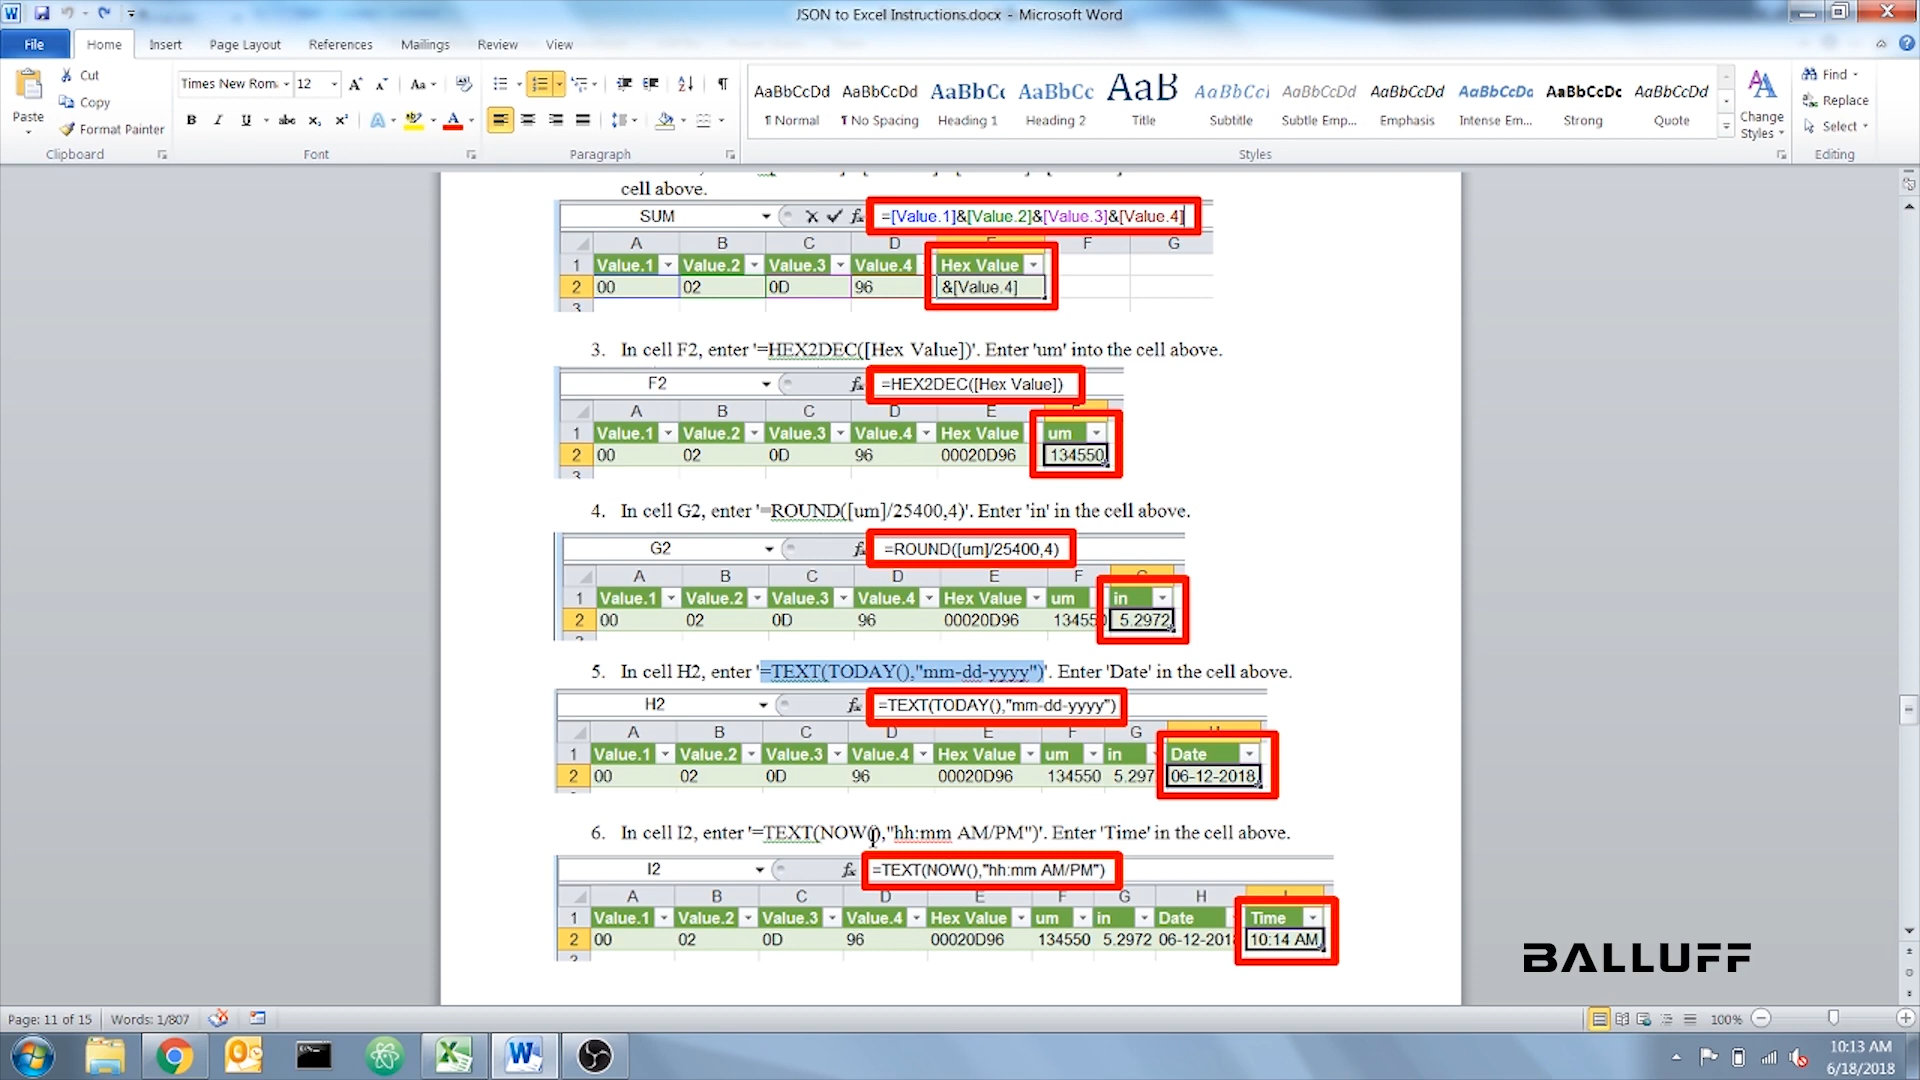 JSON to Excel Instructions.docx - Microsoft Word
File Home Insert Page Layout References Mailings Review View
Paste Cut Copy Format Painter
Times New Rom 12
Aa
B I U abe x₂ x² A ab A
AaBbCcDd AaBbCcDd AaBbCc AaBbCc AaB AaBbCcl AaBbCcDd AaBbCcDd AaBbCcDc AaBbCcDc AaBbCcDd
¶ Normal ¶ No Spacing Heading 1 Heading 2 Title Subtitle Subtle Emp... Emphasis Intense Em... Strong Quote
Change Styles
Find
Replace
Select
Clipboard Font Paragraph Styles Editing
cell above.
SUM fx =[Value.1]&[Value.2]&[Value.3]&[Value.4]
A B C D F G
1 Value.1 Value.2 Value.3 Value.4 Hex Value
2 00 02 0D 96 &[Value.4]
3. In cell F2, enter '=HEX2DEC([Hex Value])'. Enter 'um' into the cell above.
F2 fx =HEX2DEC([Hex Value])
A B C D E
1 Value.1 Value.2 Value.3 Value.4 Hex Value um
2 00 02 0D 96 00020D96 134550
4. In cell G2, enter '=ROUND([um]/25400,4)'. Enter 'in' in the cell above.
G2 fx =ROUND([um]/25400,4)
A B C D E F
1 Value.1 Value.2 Value.3 Value.4 Hex Value um in
2 00 02 0D 96 00020D96 134550 5.2972
5. In cell H2, enter '=TEXT(TODAY(),"mm-dd-yyyy")'. Enter 'Date' in the cell above.
H2 fx =TEXT(TODAY(),"mm-dd-yyyy")
A B C D E F G
1 Value.1 Value.2 Value.3 Value.4 Hex Value um in Date
2 00 02 0D 96 00020D96 134550 5.297 06-12-2018
6. In cell I2, enter '=TEXT(NOW(),"hh:mm AM/PM")'. Enter 'Time' in the cell above.
I2 fx =TEXT(NOW(),"hh:mm AM/PM")
A B C D E F G H
1 Value.1 Value.2 Value.3 Value.4 Hex Value um in Date Time
2 00 02 0D 96 00020D96 134550 5.2972 06-12-201 10:14 AM
BALLUFF
Page: 11 of 15 Words: 1/807 100%
10:13 AM
6/18/2018